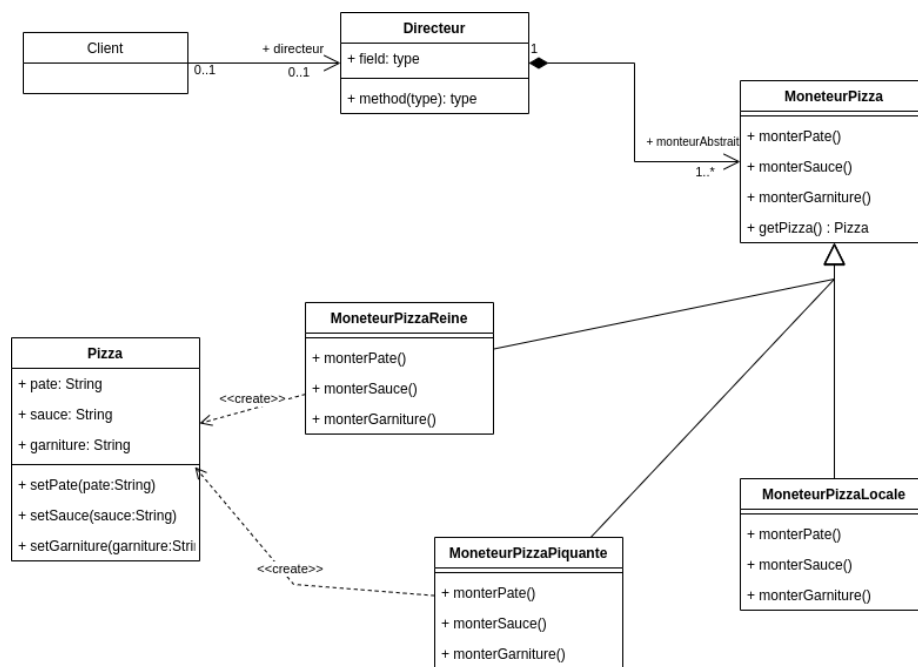 Client
0..1
+ directeur
0..1
Directeur
+ field: type
+ method(type): type
1
+ monteurAbstrait
1..*
MoneteurPizza
+ monterPate()
+ monterSauce()
+ monterGarniture()
+ getPizza() : Pizza
MoneteurPizzaReine
+ monterPate()
+ monterSauce()
+ monterGarniture()
Pizza
+ pate: String
+ sauce: String
+ garniture: String
+ setPate(pate:String)
+ setSauce(sauce:String)
+ setGarniture(garniture:Stri
<<create>>
<<create>>
MoneteurPizzaPiquante
+ monterPate()
+ monterSauce()
+ monterGarniture()
MoneteurPizzaLocale
+ monterPate()
+ monterSauce()
+ monterGarniture()